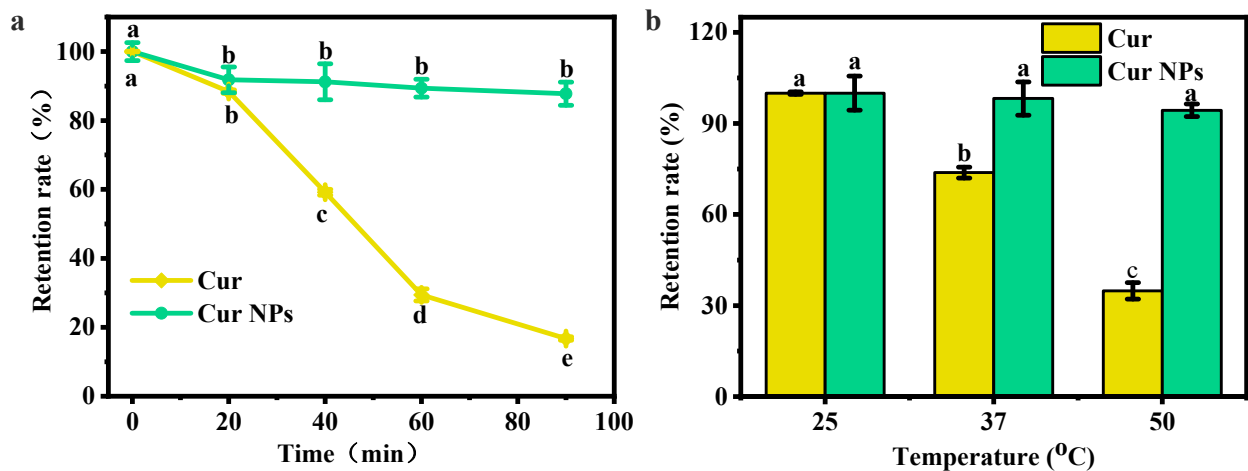 a
Retention rate（%）
100
80
60
40
20
0
a
a
b
b
b
c
b
d
b
e
Cur
Cur NPs
0
20
40
60
80
100
Time（min）
b
Retention rate (%)
120
90
60
30
0
Cur
Cur NPs
a
a
b
a
c
a
25
37
50
Temperature (⁰C)